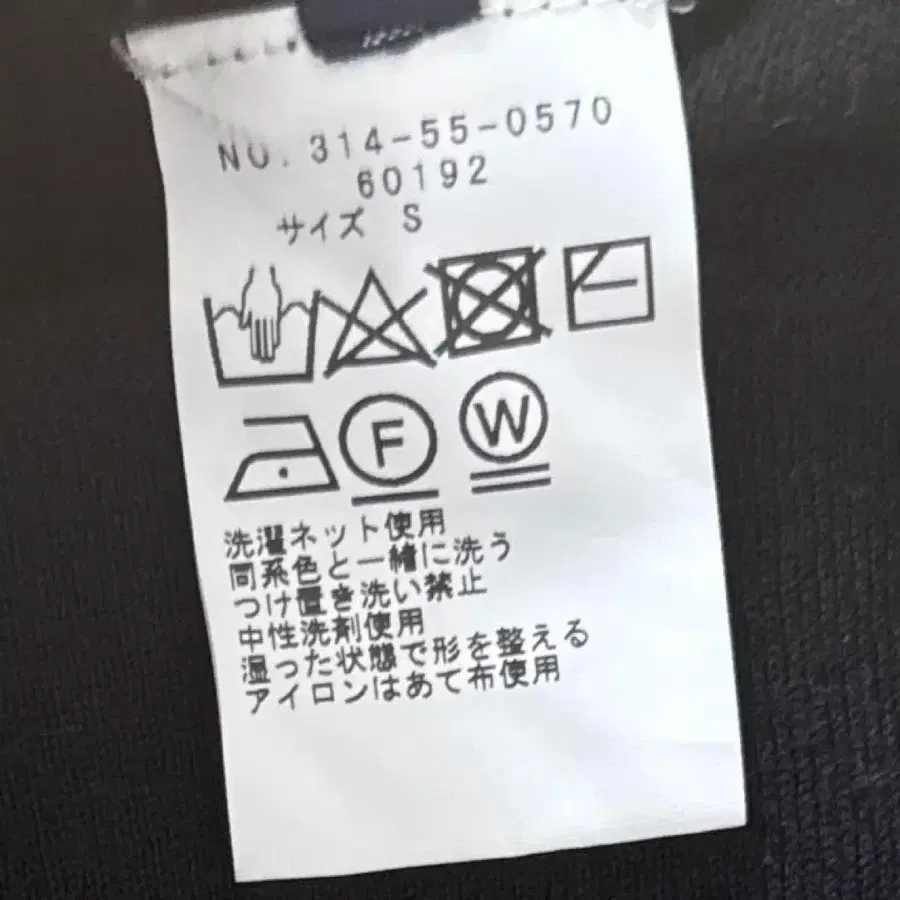 NO. 314-55-0570
60192
サイズ S
F
W
洗濯ネット使用
同系色と一緒に洗う
つけ置き洗い禁止
中性洗剤使用
湿った状態で形を整える
アイロンはあて布使用